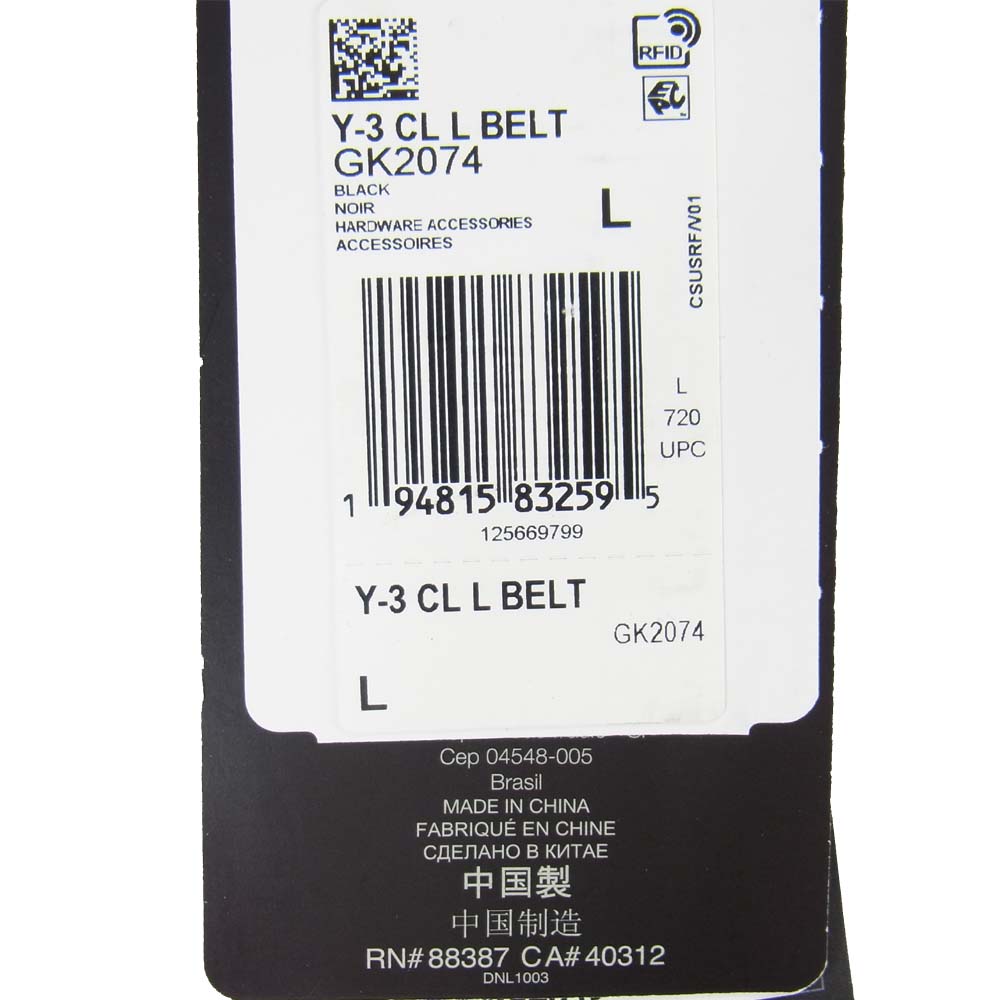 RFID
EPC
Y-3 CL L BELT
GK2074
BLACK
NOIR
HARDWARE ACCESSORIES
ACCESSOIRES
L
CSUSRF/V01
L
720
UPC
1 94815 83259 5
125669799
Y-3 CL L BELT
GK2074
L
Cep 04548-005
Brasil
MADE IN CHINA
FABRIQUÉ EN CHINE
СДЕЛАНО В КИТАЕ
中国製
中国制造
RN# 88387 CA# 40312
DNL1003